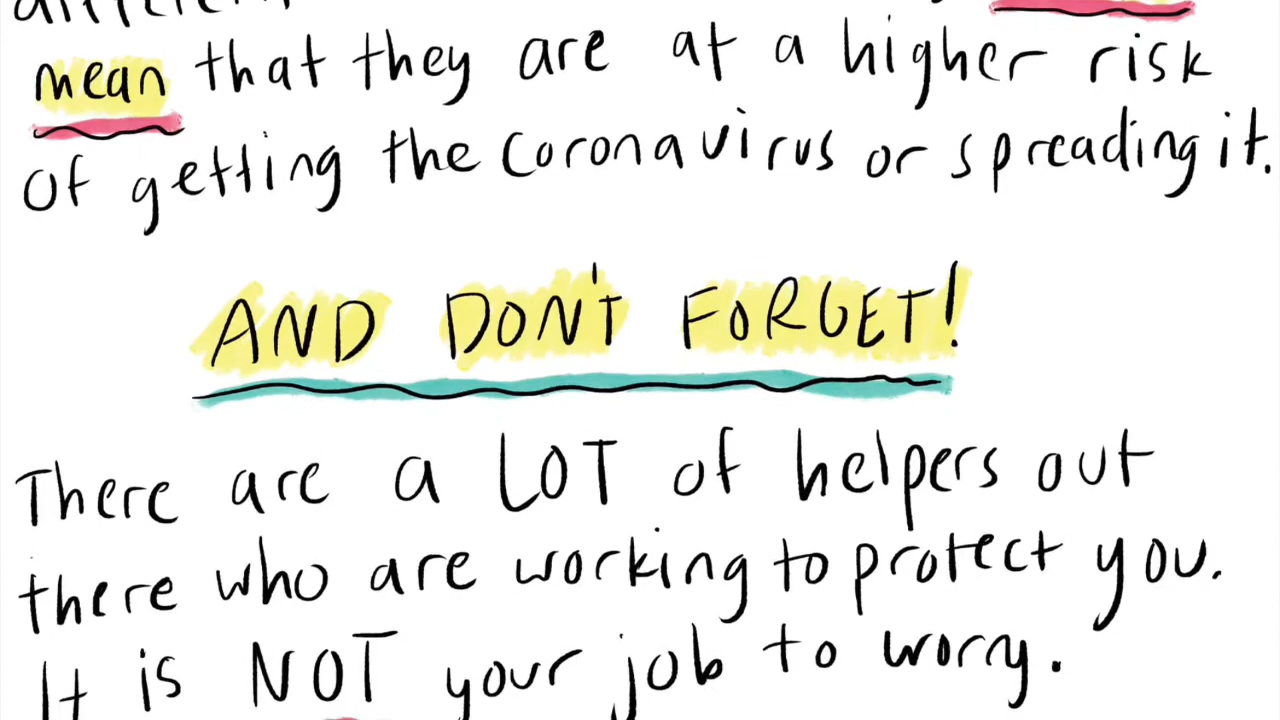 different
mean that they are at a higher risk
of getting the coronavirus or spreading it.
AND DON'T FORGET!
There are a LOT of helpers out
there who are working to protect you.
It is NOT your job to worry.